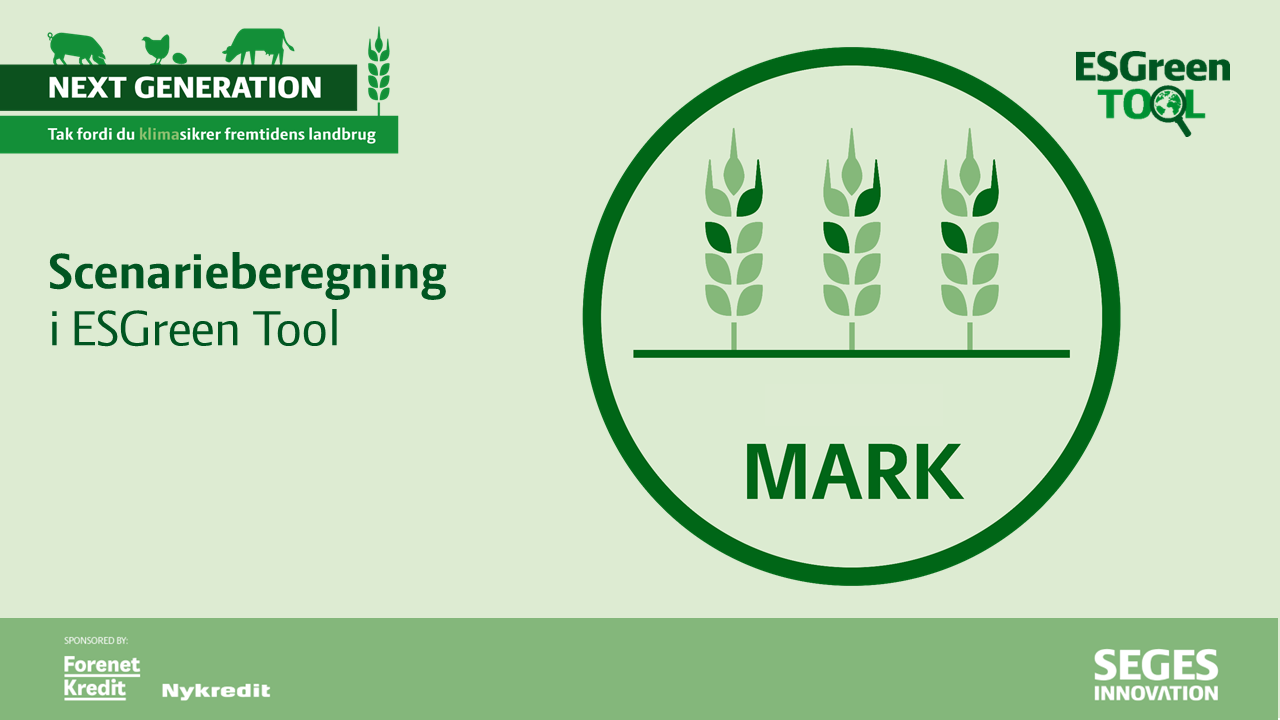 NEXT GENERATION
Tak fordi du klimasikrer fremtidens landbrug
ESGreen
TOOL
Scenarieberegning
i ESGreen Tool
MARK
SPONSORED BY:
Forenet
Kredit
Nykredit
SEGES
INNOVATION